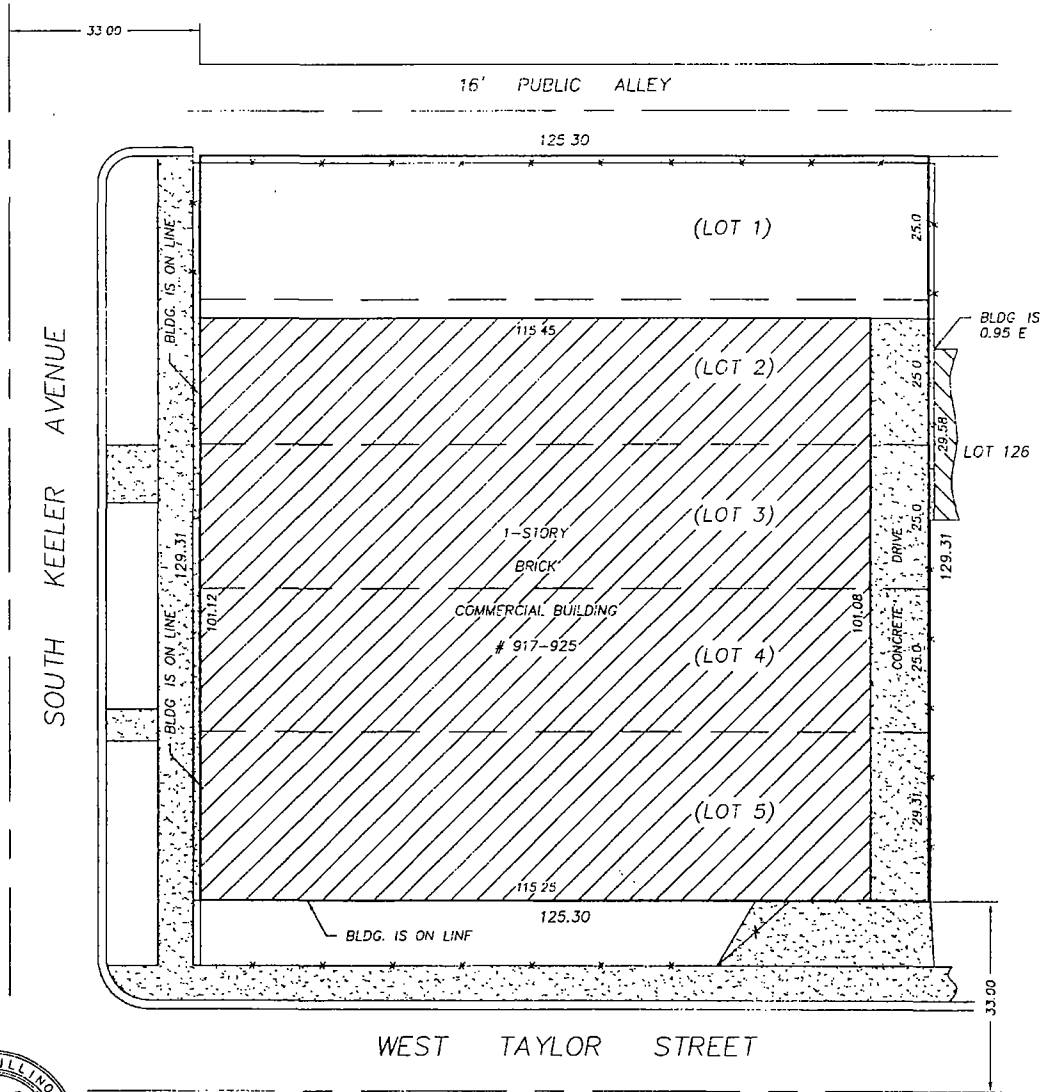 33 00
16' PUBLIC ALLEY
125 30
(LOT 1)
25.0
BLDG. IS ON LINE
BLDG IS
0.95 E
115 45
(LCT 2)
25 0
29.58
LOT 126
SOUTH KEELER AVENUE
129.31
(LOT 3)
25.0
1-STORY
BRICK
129.31
101.12
101.08
CONCRETE DRIVE
COMMERCIAL BUILDING
# 917-925
(LOT 4)
25.0
BLDG IS ON LINE
(LOT 5)
29.31
115 25
125.30
BLDG. IS ON LINF
33 00
WEST TAYLOR STREET
ILLINO